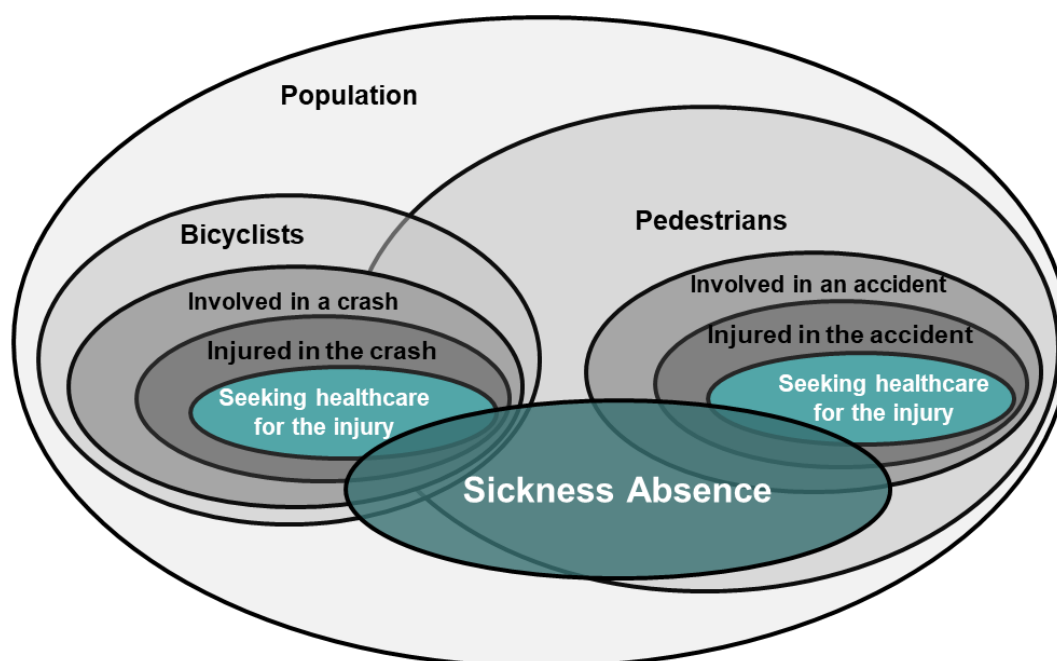 Population
Bicyclists
Pedestrians
Involved in a crash
Involved in an accident
Injured in the crash
Injured in the accident
Seeking healthcare
for the injury
Seeking healthcare
for the injury
Sickness Absence